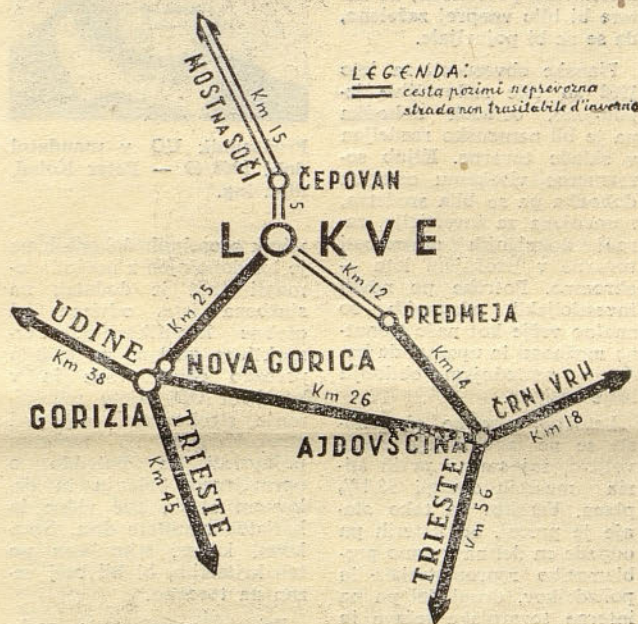 LEGENDA:
cesta pozimi neprevozna
strada non trasitabile d'inverno
MOST NA SOČI
Km 15
ČEPOVAN
5
LOKVE
Km 12
Km 25
PREDMEJA
UDINE
Km 38
NOVA GORICA
Km 14
Km 26
ČRNI VRH
Km 18
GORIZIA
AJDOVŠČINA
TRIESTE
Km 45
TRIESTE
Km 56